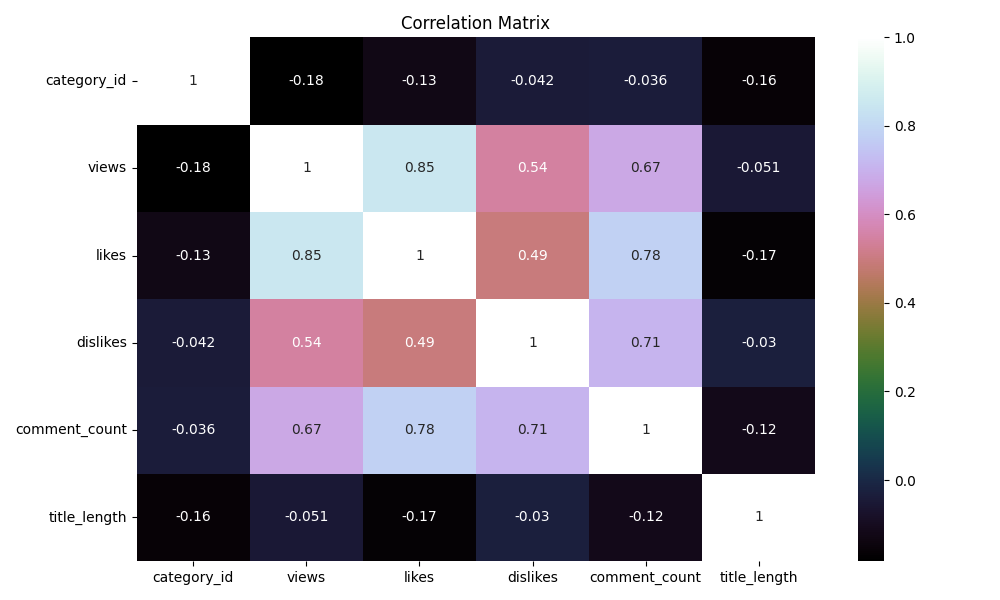 Correlation Matrix
category_id 1 -0.18 -0.13 -0.042 -0.036 -0.16
views -0.18 1 0.85 0.54 0.67 -0.051
likes -0.13 0.85 1 0.49 0.78 -0.17
dislikes -0.042 0.54 0.49 1 0.71 -0.03
comment_count -0.036 0.67 0.78 0.71 1 -0.12
title_length -0.16 -0.051 -0.17 -0.03 -0.12 1
category_id views likes dislikes comment_count title_length
1.0
0.8
0.6
0.4
0.2
0.0